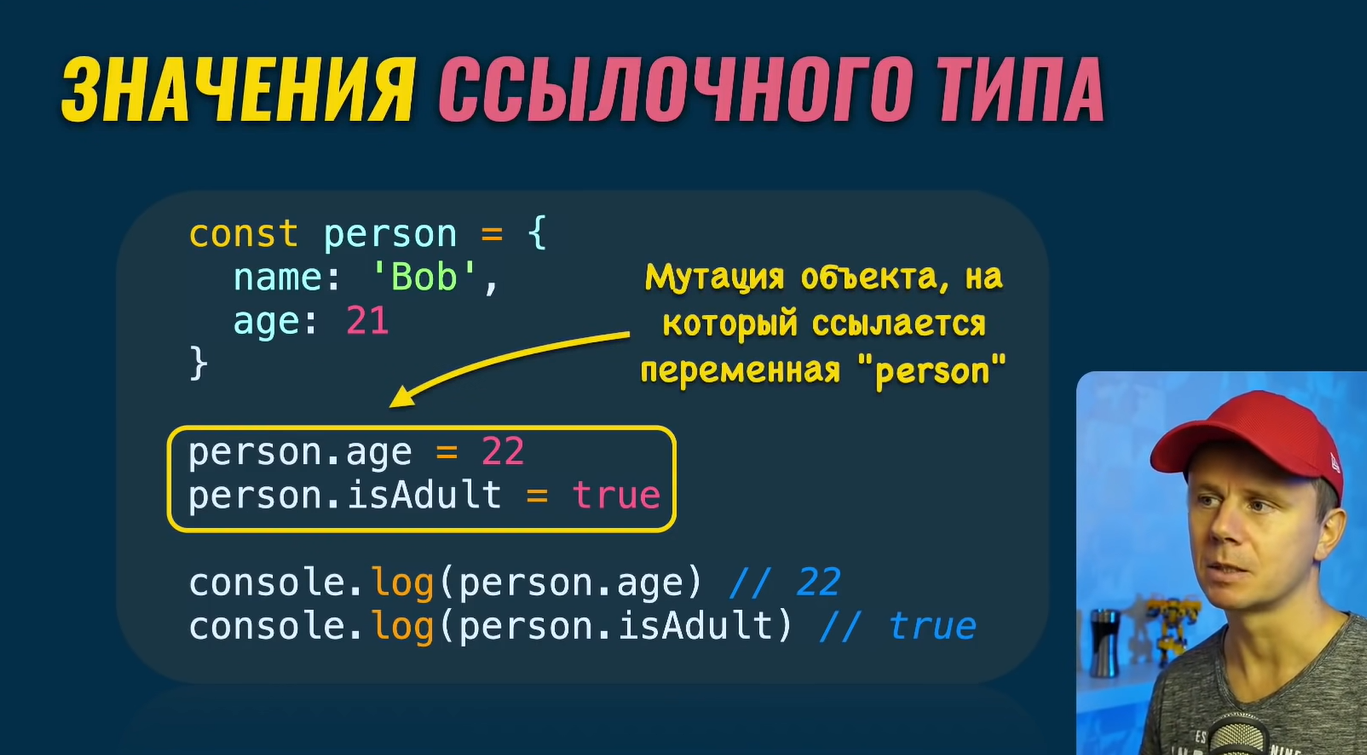 ЗНАЧЕНИЯ ССЫЛОЧНОГО ТИПА
const person = {
  name: 'Bob',
  age: 21
}
Мутация объекта, на
который ссылается
переменная "person"
person.age = 22
person.isAdult = true
console.log(person.age) // 22
console.log(person.isAdult) // true